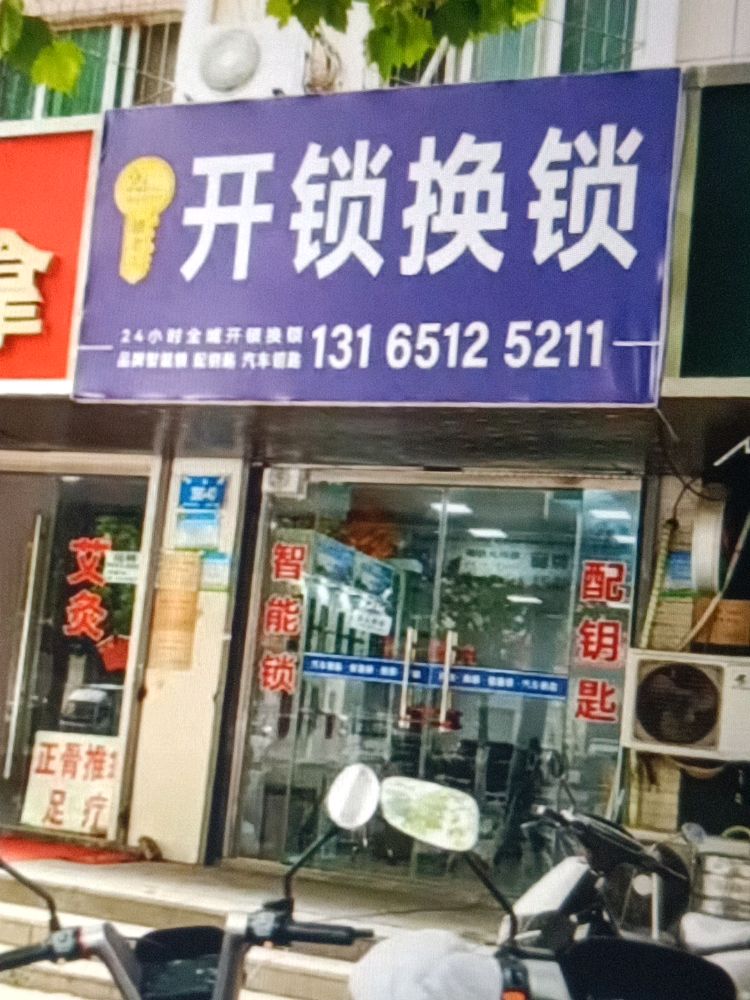 开锁换锁
24小时全城开锁换锁
品牌智能锁 配钥匙 汽车钥匙
131 6512 5211
拿
智能锁
配钥匙
艾灸
正骨推
足疗